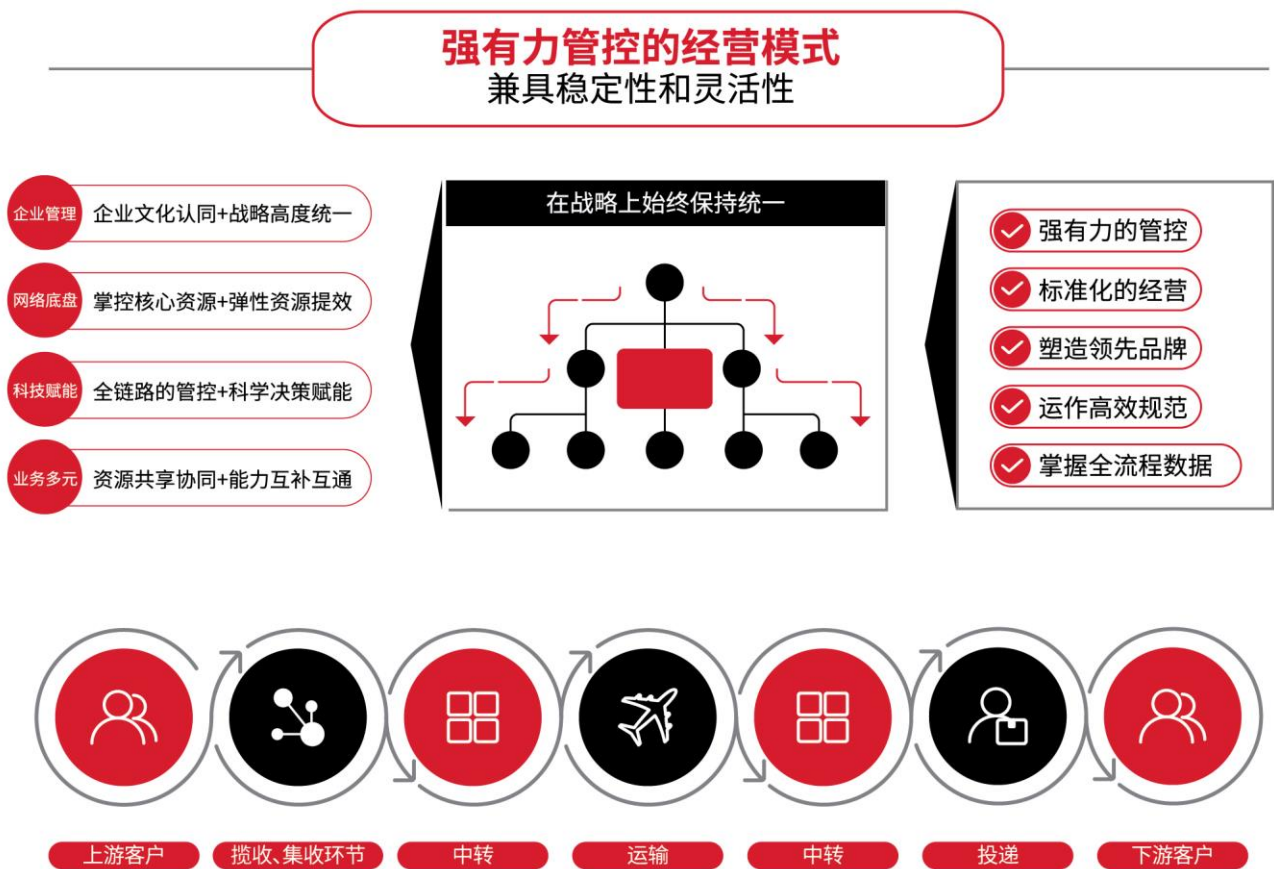 强有力管控的经营模式
兼具稳定性和灵活性
企业管理 企业文化认同+战略高度统一
网络底盘 掌控核心资源+弹性资源提效
科技赋能 全链路的管控+科学决策赋能
业务多元 资源共享协同+能力互补互通
在战略上始终保持统一
强有力的管控
标准化的经营
塑造领先品牌
运作高效规范
掌握全流程数据
上游客户 揽收、集收环节 中转 运输 中转 投递 下游客户